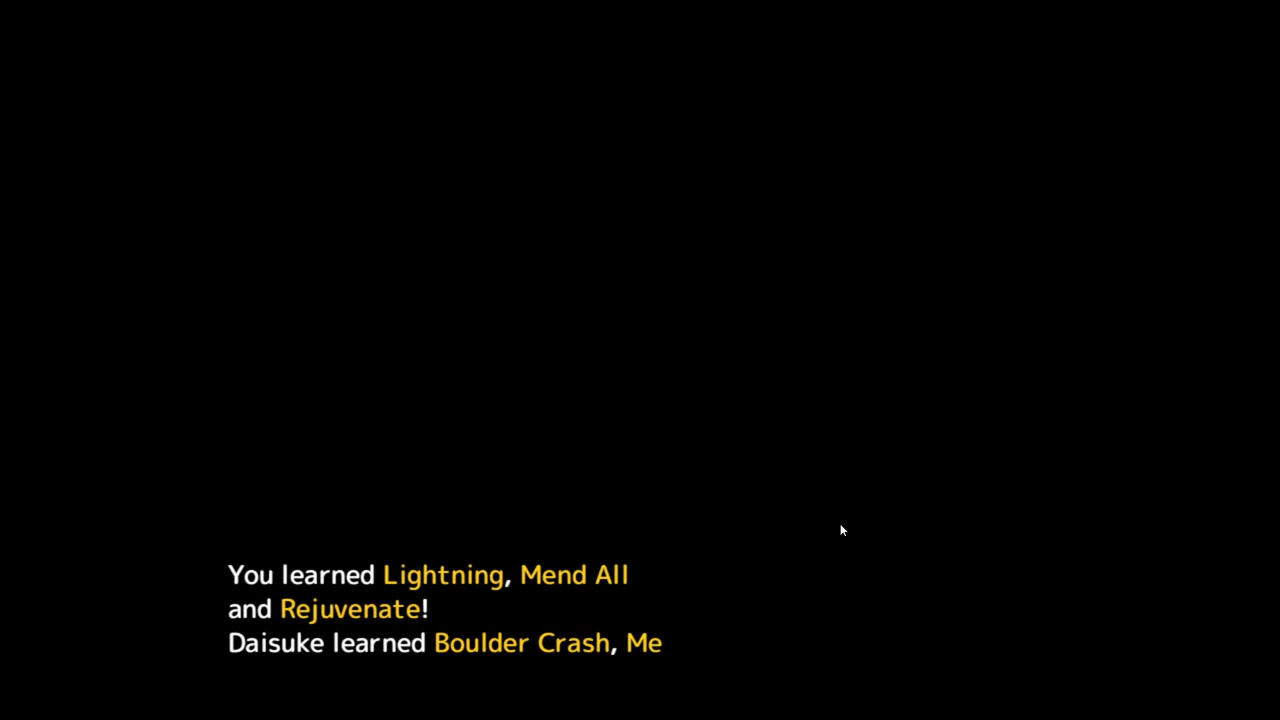 You learned Lightning, Mend All
and Rejuvenate!
Daisuke learned Boulder Crash, Me